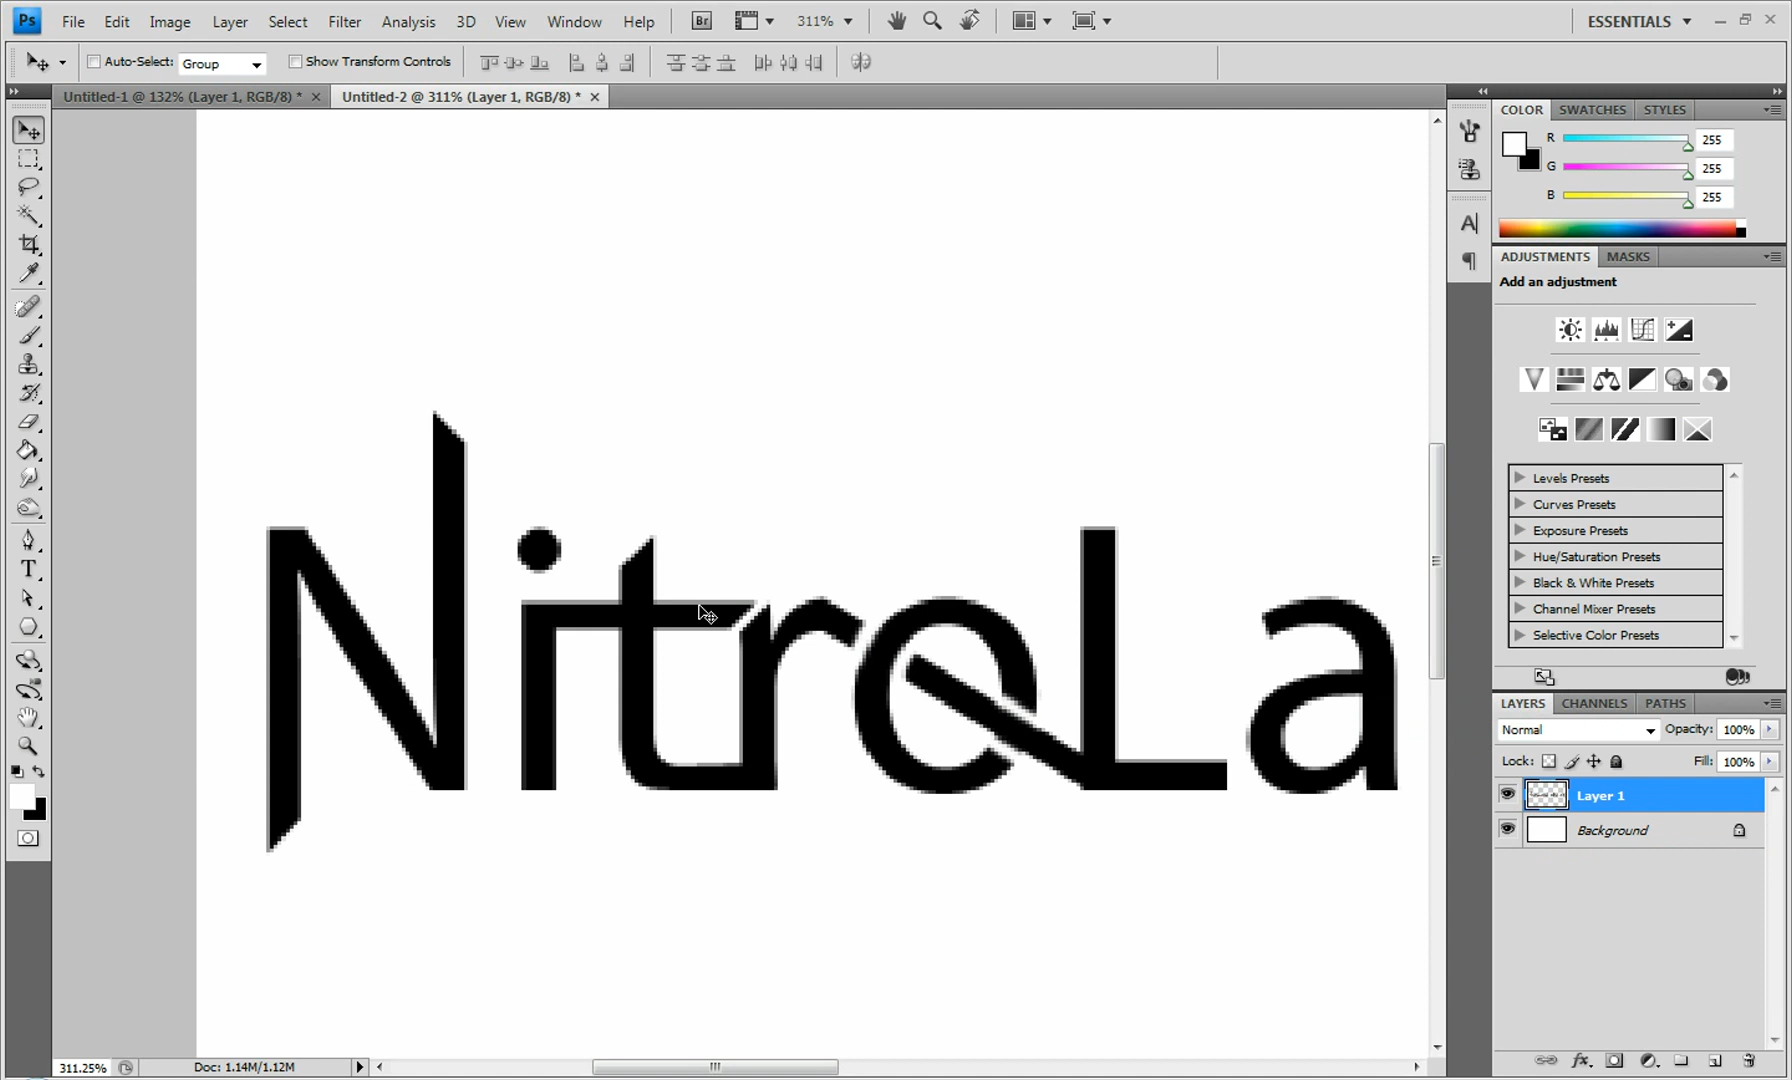 Ps File Edit Image Layer Select Filter Analysis 3D View Window Help Br 311% ESSENTIALS
Auto-Select: Group Show Transform Controls
Untitled-1 @ 132% (Layer 1, RGB/8) * Untitled-2 @ 311% (Layer 1, RGB/8) *
COLOR SWATCHES STYLES
R 255
G 255
B 255
ADJUSTMENTS MASKS
Add an adjustment
Levels Presets
Curves Presets
Exposure Presets
Hue/Saturation Presets
Black & White Presets
Channel Mixer Presets
Selective Color Presets
NitreLa
LAYERS CHANNELS PATHS
Normal Opacity: 100%
Lock: Fill: 100%
Layer 1
Background
311.25% Doc: 1.14M/1.12M